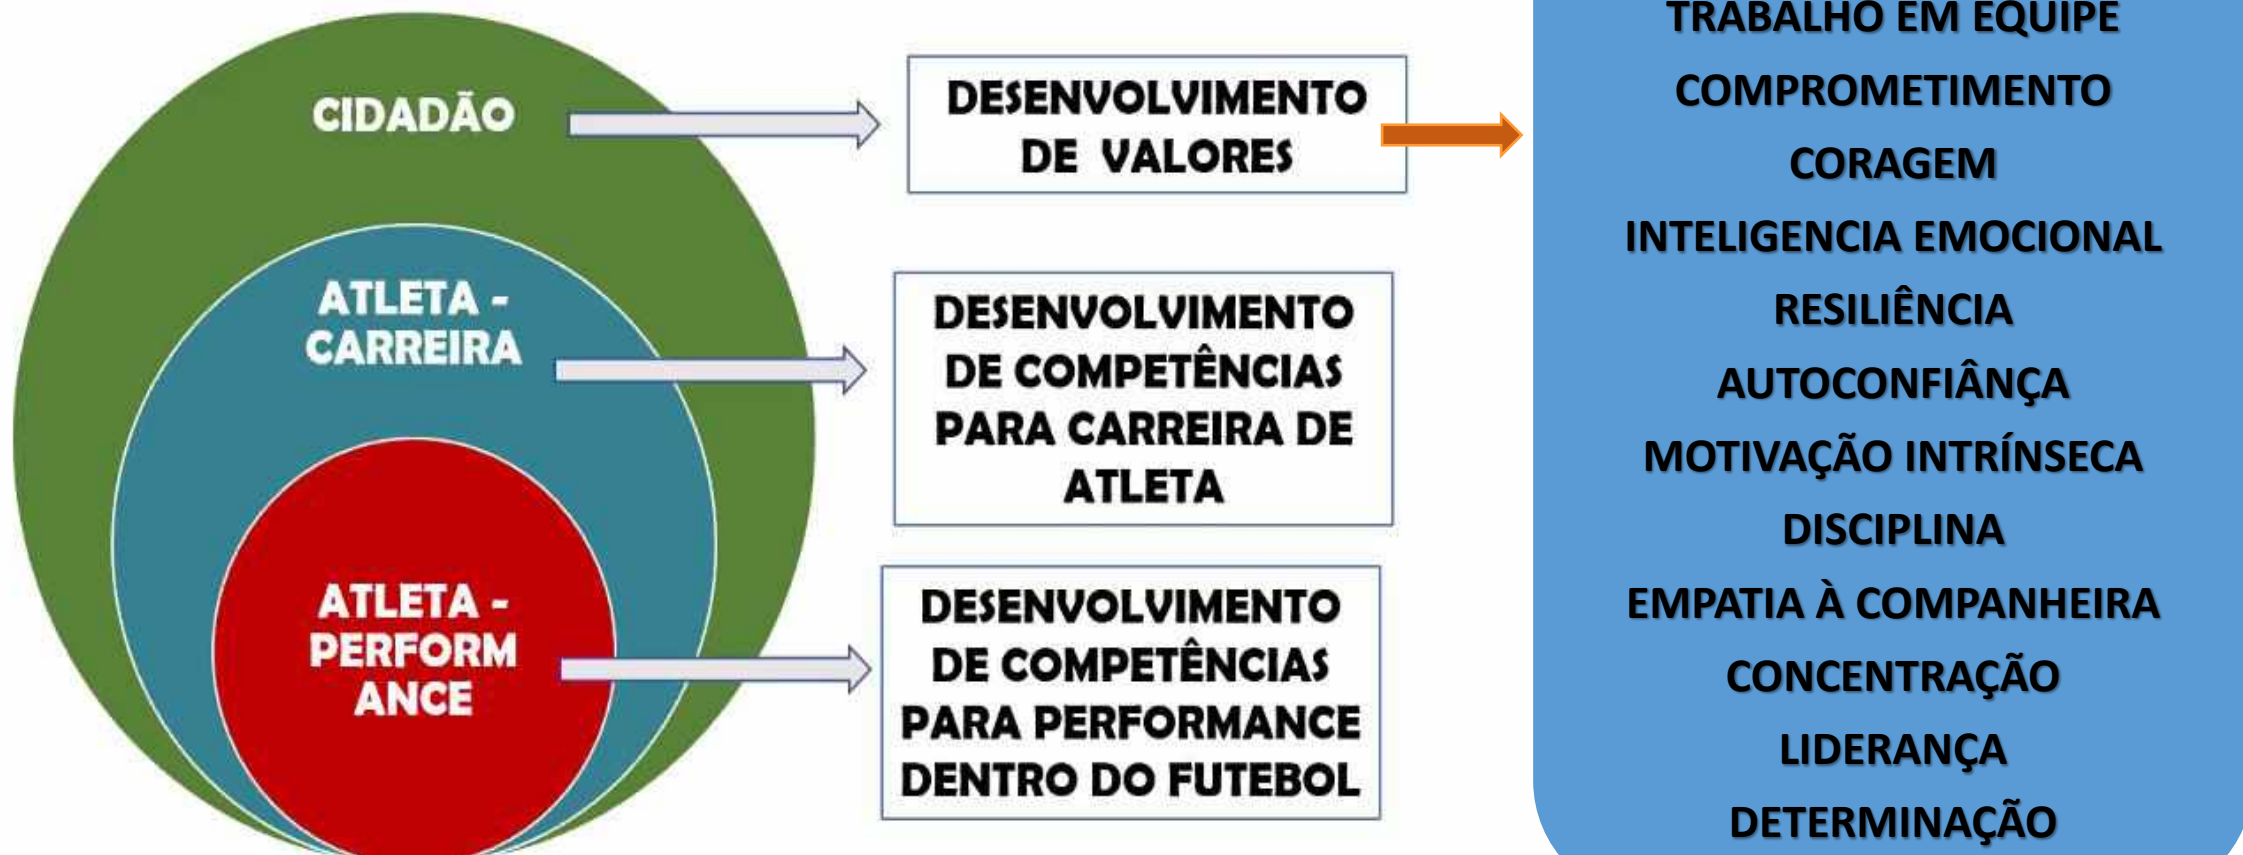 CIDADÃO
ATLETA -
CARREIRA
ATLETA -
PERFORM
ANCE
DESENVOLVIMENTO
DE VALORES
DESENVOLVIMENTO
DE COMPETÊNCIAS
PARA CARREIRA DE
ATLETA
DESENVOLVIMENTO
DE COMPETÊNCIAS
PARA PERFORMANCE
DENTRO DO FUTEBOL
TRABALHO EM EQUIPE
COMPROMETIMENTO
CORAGEM
INTELIGENCIA EMOCIONAL
RESILIÊNCIA
AUTOCONFIÂNÇA
MOTIVAÇÃO INTRÍNSECA
DISCIPLINA
EMPATIA À COMPANHEIRA
CONCENTRAÇÃO
LIDERANÇA
DETERMINAÇÃO